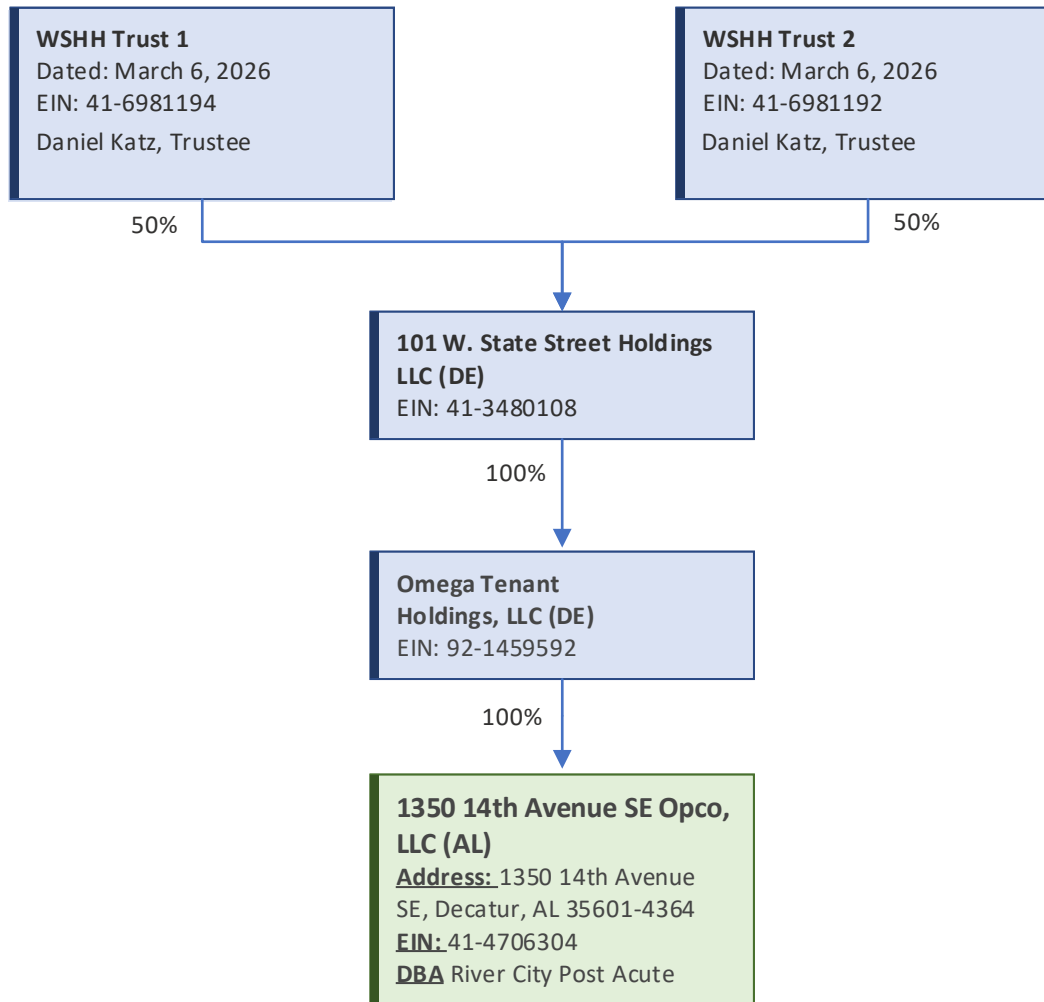 WSHH Trust 1
Dated: March 6, 2026
EIN: 41-6981194
Daniel Katz, Trustee
WSHH Trust 2
Dated: March 6, 2026
EIN: 41-6981192
Daniel Katz, Trustee
50%
50%
101 W. State Street Holdings
LLC (DE)
EIN: 41-3480108
100%
Omega Tenant
Holdings, LLC (DE)
EIN: 92-1459592
100%
1350 14th Avenue SE Opco,
LLC (AL)
Address: 1350 14th Avenue
SE, Decatur, AL 35601-4364
EIN: 41-4706304
DBA River City Post Acute